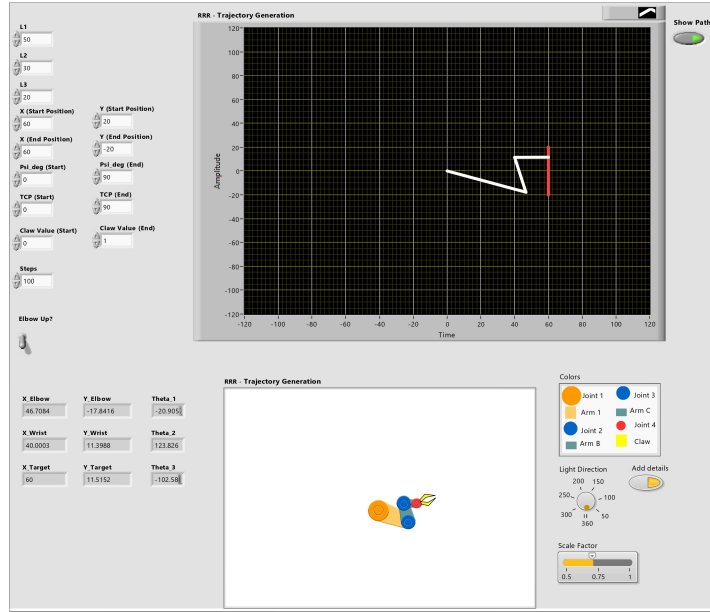 RRR - Trajectory Generation
Show Path
L1
50
L2
30
L3
20
X (Start Position)
60
Y (Start Position)
20
X (End Position)
60
Y (End Position)
-20
Psi_deg (Start)
0
Psi_deg (End)
90
TCP (Start)
0
TCP (End)
90
Claw Value (Start)
0
Claw Value (End)
1
Steps
100
Elbow Up?
Amplitude
120
100
80
60
40
20
0
-20
-40
-60
-80
-100
-120
-120 -100 -80 -60 -40 -20 0 20 40 60 80 100 120
Time
X_Elbow
46.7084
Y_Elbow
-17.8416
Theta_1
-20.905
X_Wrist
40.0003
Y_Wrist
11.3988
Theta_2
123.826
X_Target
60
Y_Target
11.5152
Theta_3
-102.58
RRR - Trajectory Generation
Colors
Joint 1
Joint 3
Arm 1
Arm C
Joint 2
Joint 4
Arm B
Claw
Light Direction
200 150
250 100
300 50
360
Add details
Scale Factor
0.5 0.75 1